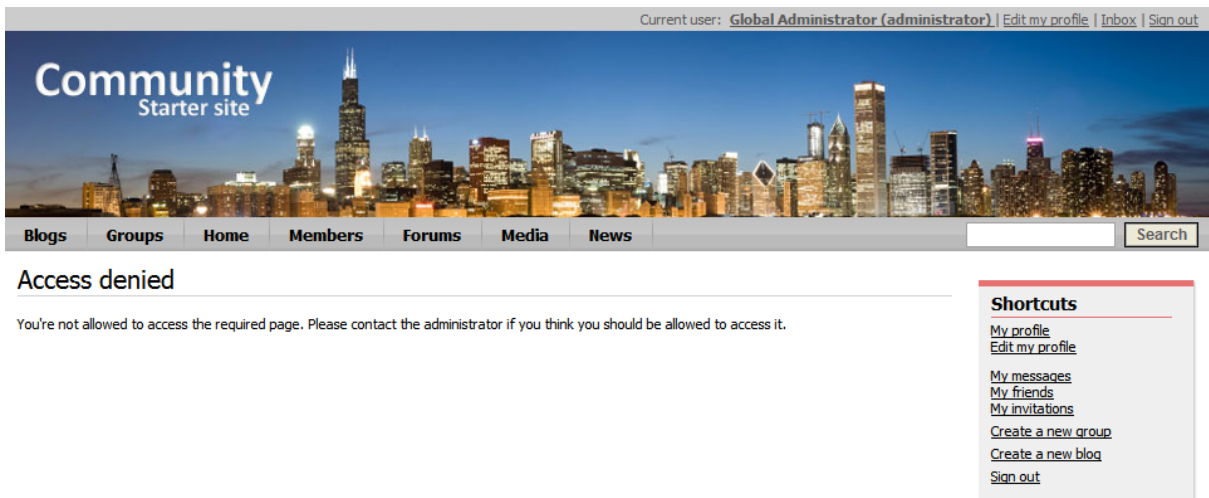 Current user: Global Administrator (administrator) | Edit my profile | Inbox | Sign out
Community
Starter site
Blogs Groups Home Members Forums Media News Search
Access denied
You're not allowed to access the required page. Please contact the administrator if you think you should be allowed to access it.
Shortcuts
My profile
Edit my profile
My messages
My friends
My invitations
Create a new group
Create a new blog
Sign out